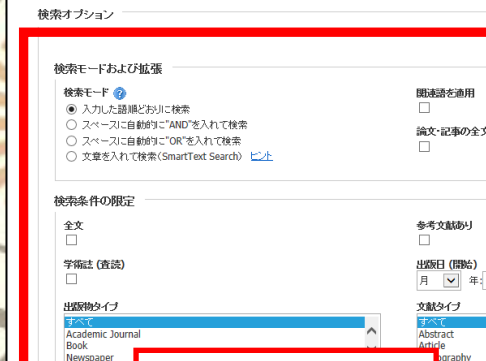 検索オプション
検索モードおよび拡張
検索モード
関連語を適用
入力した語順どおりに検索
スペースに自動的に"AND"を入れて検索
論文・記事の全文
スペースに自動的に"OR"を入れて検索
文章を入れて検索(SmartText Search) ヒント
検索条件の限定
全文
参考文献あり
学術誌 (査読)
出版日 (開始)
月 年:
出版物タイプ
文献タイプ
すべて
すべて
Academic Journal
Abstract
Book
Article
Newspaper